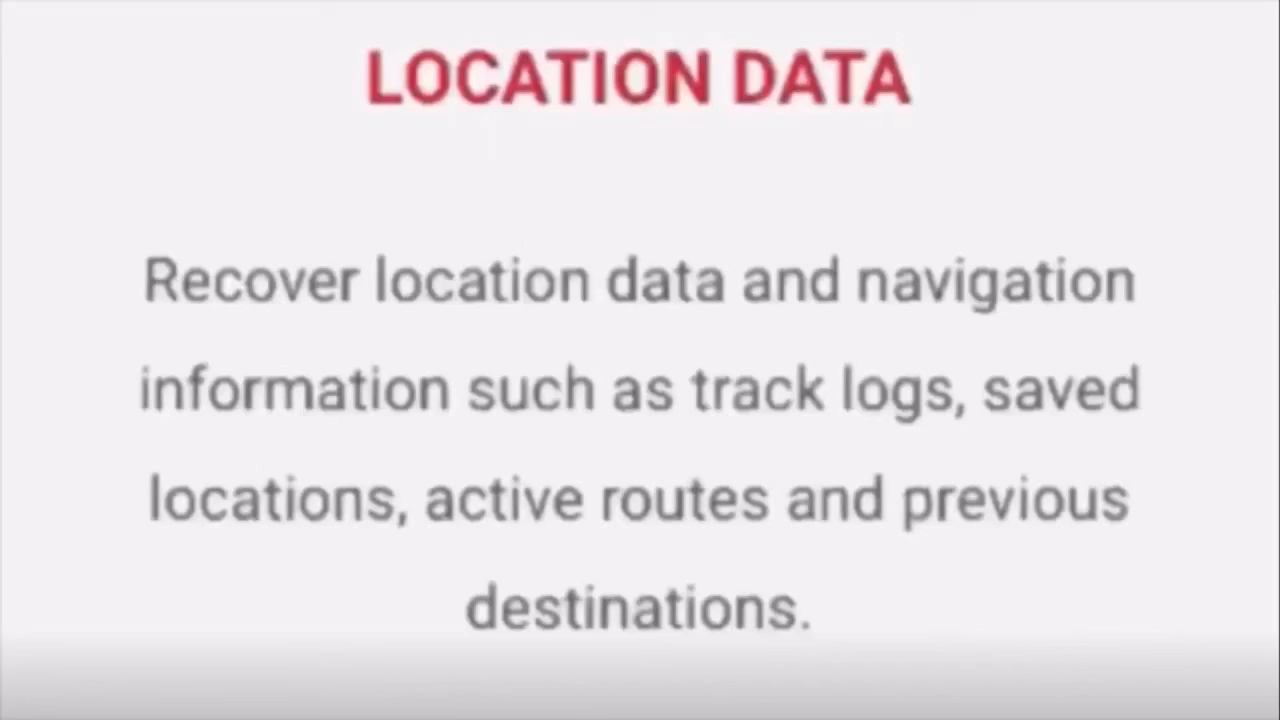 LOCATION DATA
Recover location data and navigation
information such as track logs, saved
locations, active routes and previous
destinations.